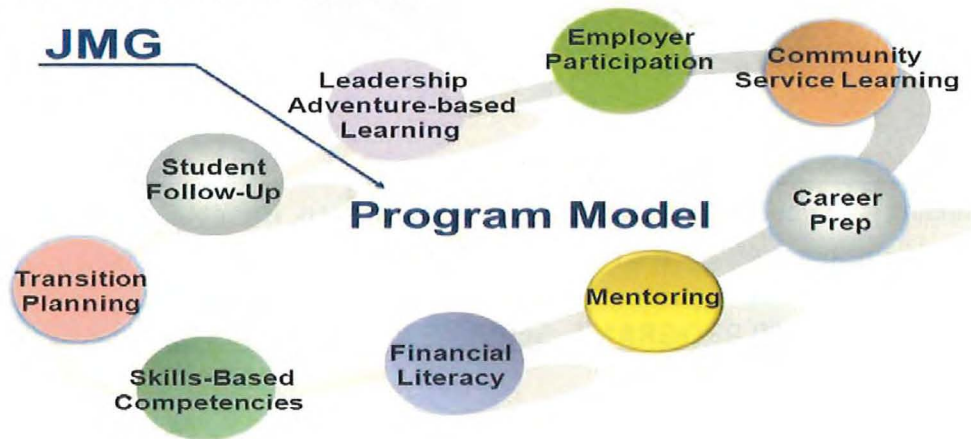 JMG
Program Model
Employer
Participation
Community
Service Learning
Leadership
Adventure-based
Learning
Student
Follow-Up
Career
Prep
Transition
Planning
Mentoring
Financial
Literacy
Skills-Based
Competencies